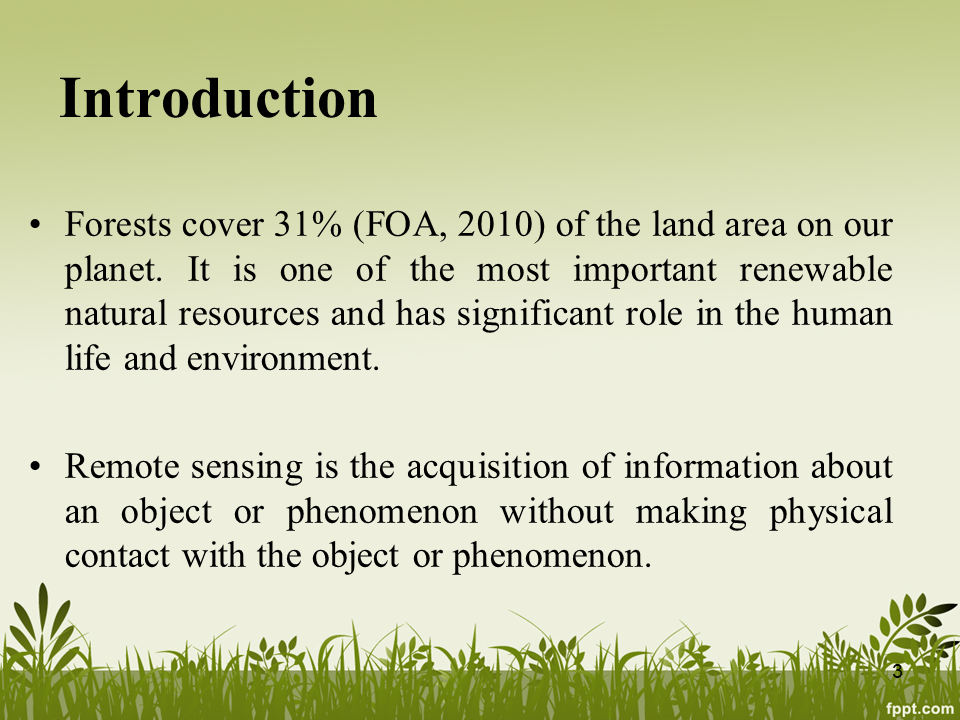 Introduction
• Forests cover 31% (FOA, 2010) of the land area on our
planet. It is one of the most important renewable
natural resources and has significant role in the human
life and environment.
• Remote sensing is the acquisition of information about
an object or phenomenon without making physical
contact with the object or phenomenon.
3
fppt.com